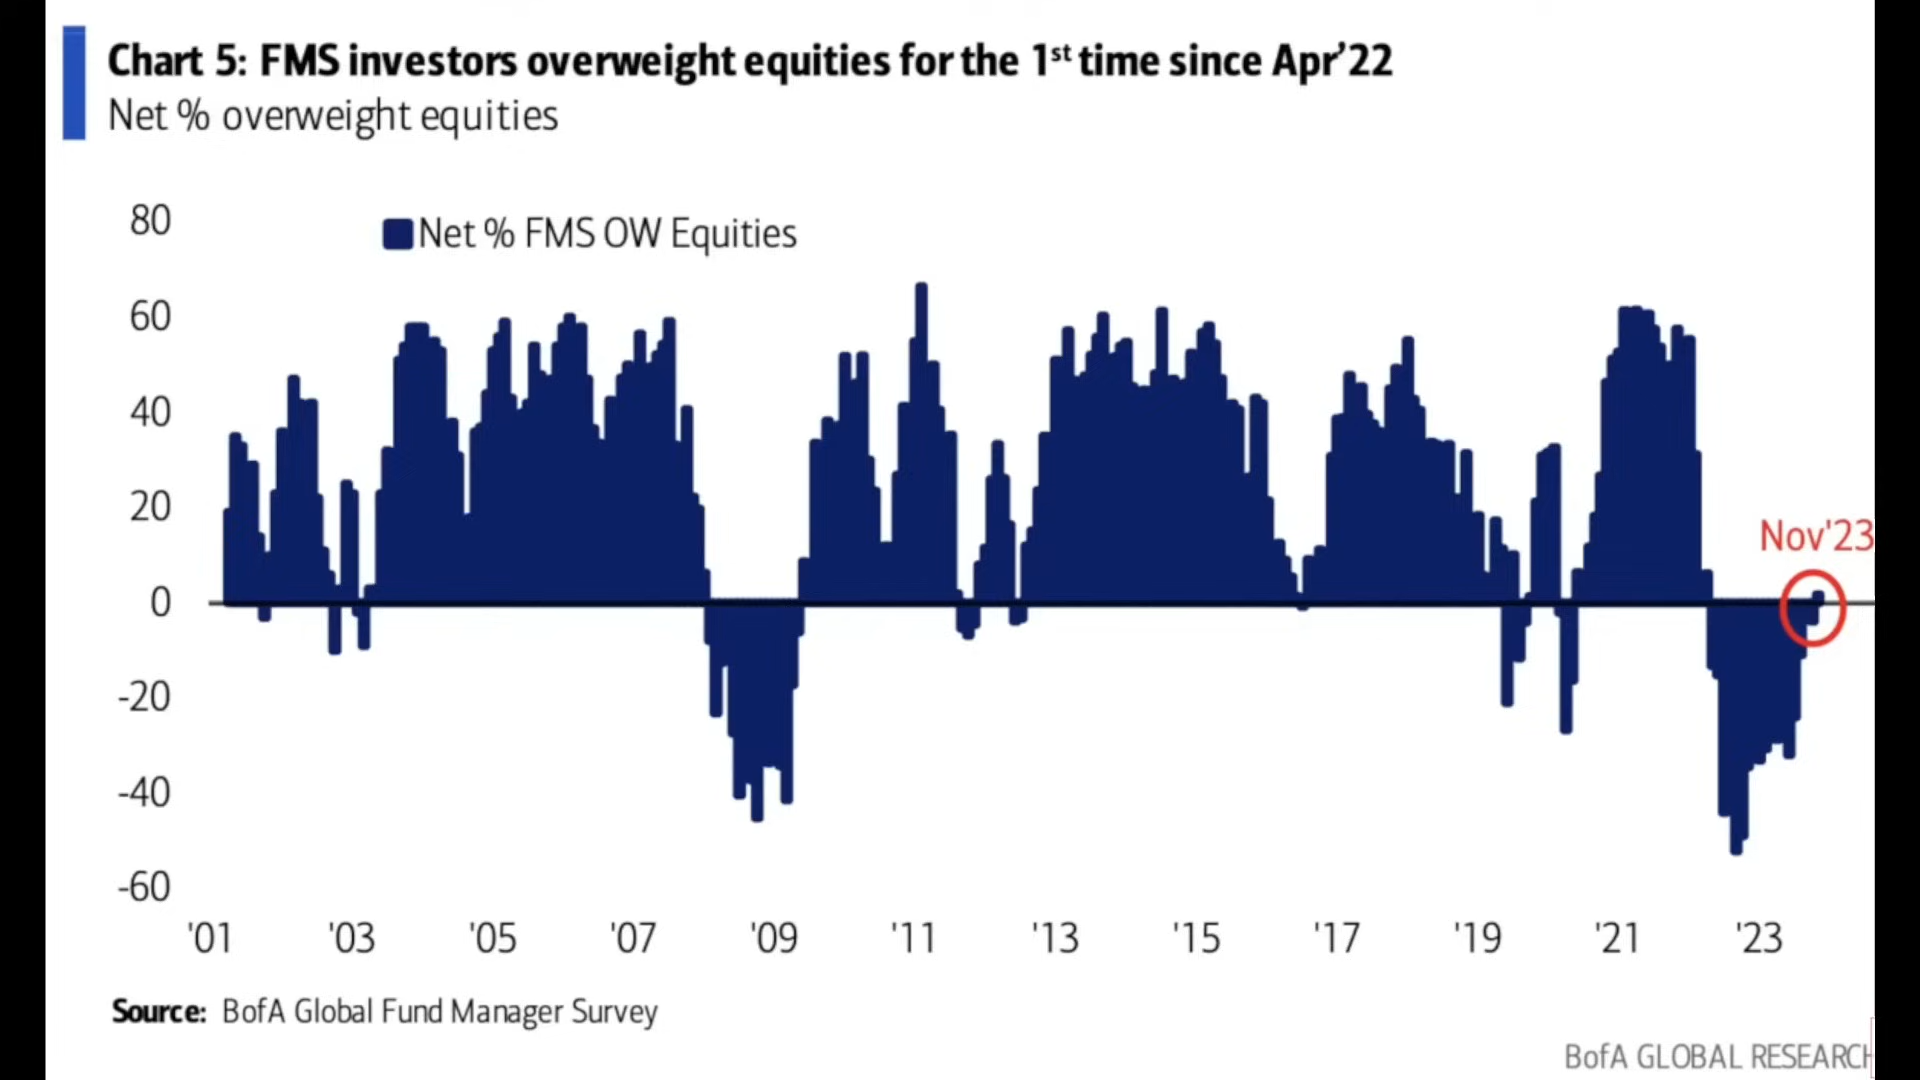 Chart 5: FMS investors overweight equities for the 1st time since Apr'22
Net % overweight equities
80
Net % FMS OW Equities
60
40
20
Nov'23
0
-20
-40
-60
'01 '03 '05 '07 '09 '11 '13 '15 '17 '19 '21 '23
Source: BofA Global Fund Manager Survey
BofA GLOBAL RESEARCH